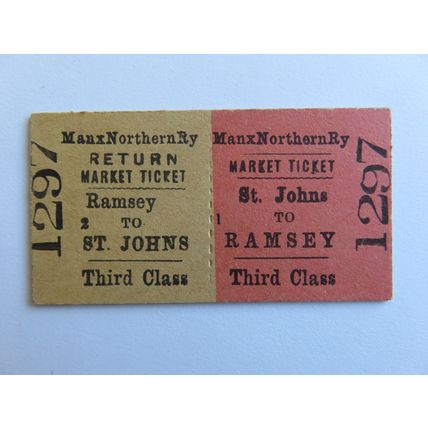 1297
ManxNorthernRy
RETURN
MARKET TICKET
Ramsey
2 TO
ST. JOHNS
Third Class
ManxNorthernRy
MARKET TICKET
St. Johns
1 TO
RAMSEY
Third Class
1297